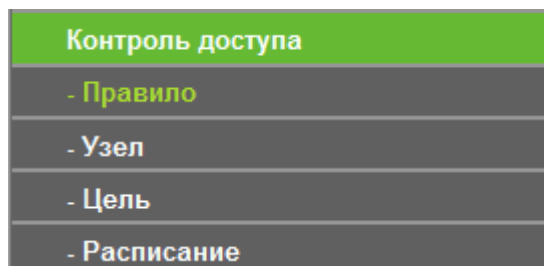 Контроль доступа
- Правило
- Узел
- Цель
- Расписание